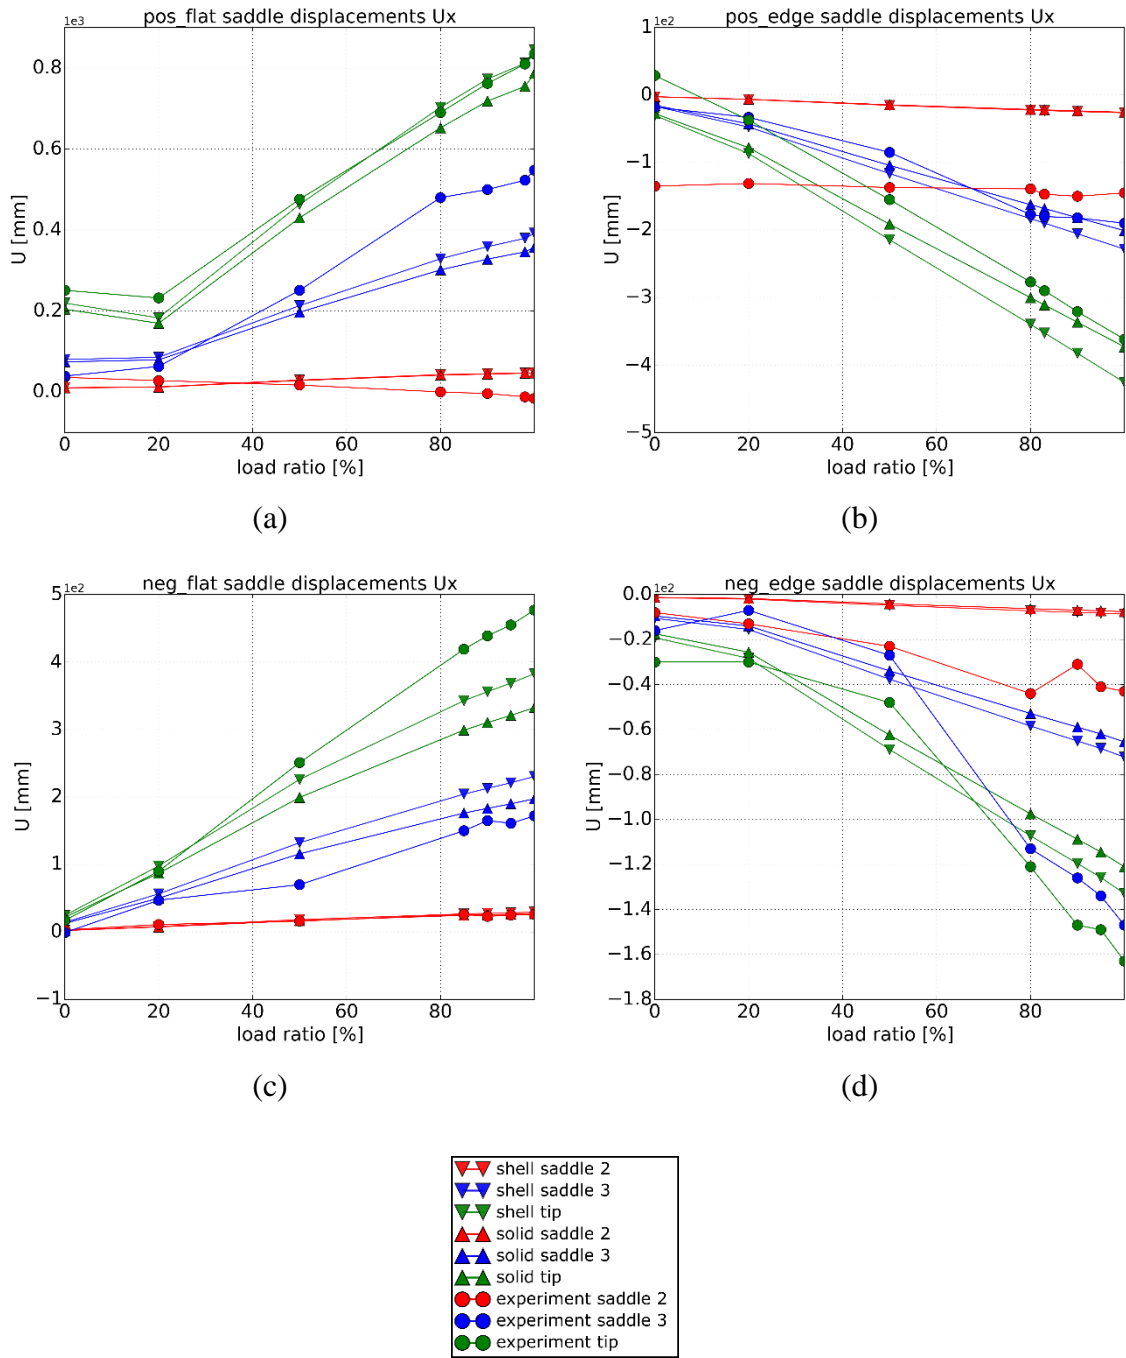 pos_flat saddle displacements Ux
1e3
U [mm]
0.8
0.6
0.4
0.2
0.0
0 20 40 60 80 100
load ratio [%]
(a)
pos_edge saddle displacements Ux
1e2
U [mm]
1
0
−1
−2
−3
−4
−5
0 20 40 60 80 100
load ratio [%]
(b)
neg_flat saddle displacements Ux
1e2
U [mm]
5
4
3
2
1
0
−1
0 20 40 60 80 100
load ratio [%]
(c)
neg_edge saddle displacements Ux
1e2
U [mm]
0.0
−0.2
−0.4
−0.6
−0.8
−1.0
−1.2
−1.4
−1.6
−1.8
0 20 40 60 80 100
load ratio [%]
(d)
shell saddle 2
shell saddle 3
shell tip
solid saddle 2
solid saddle 3
solid tip
experiment saddle 2
experiment saddle 3
experiment tip